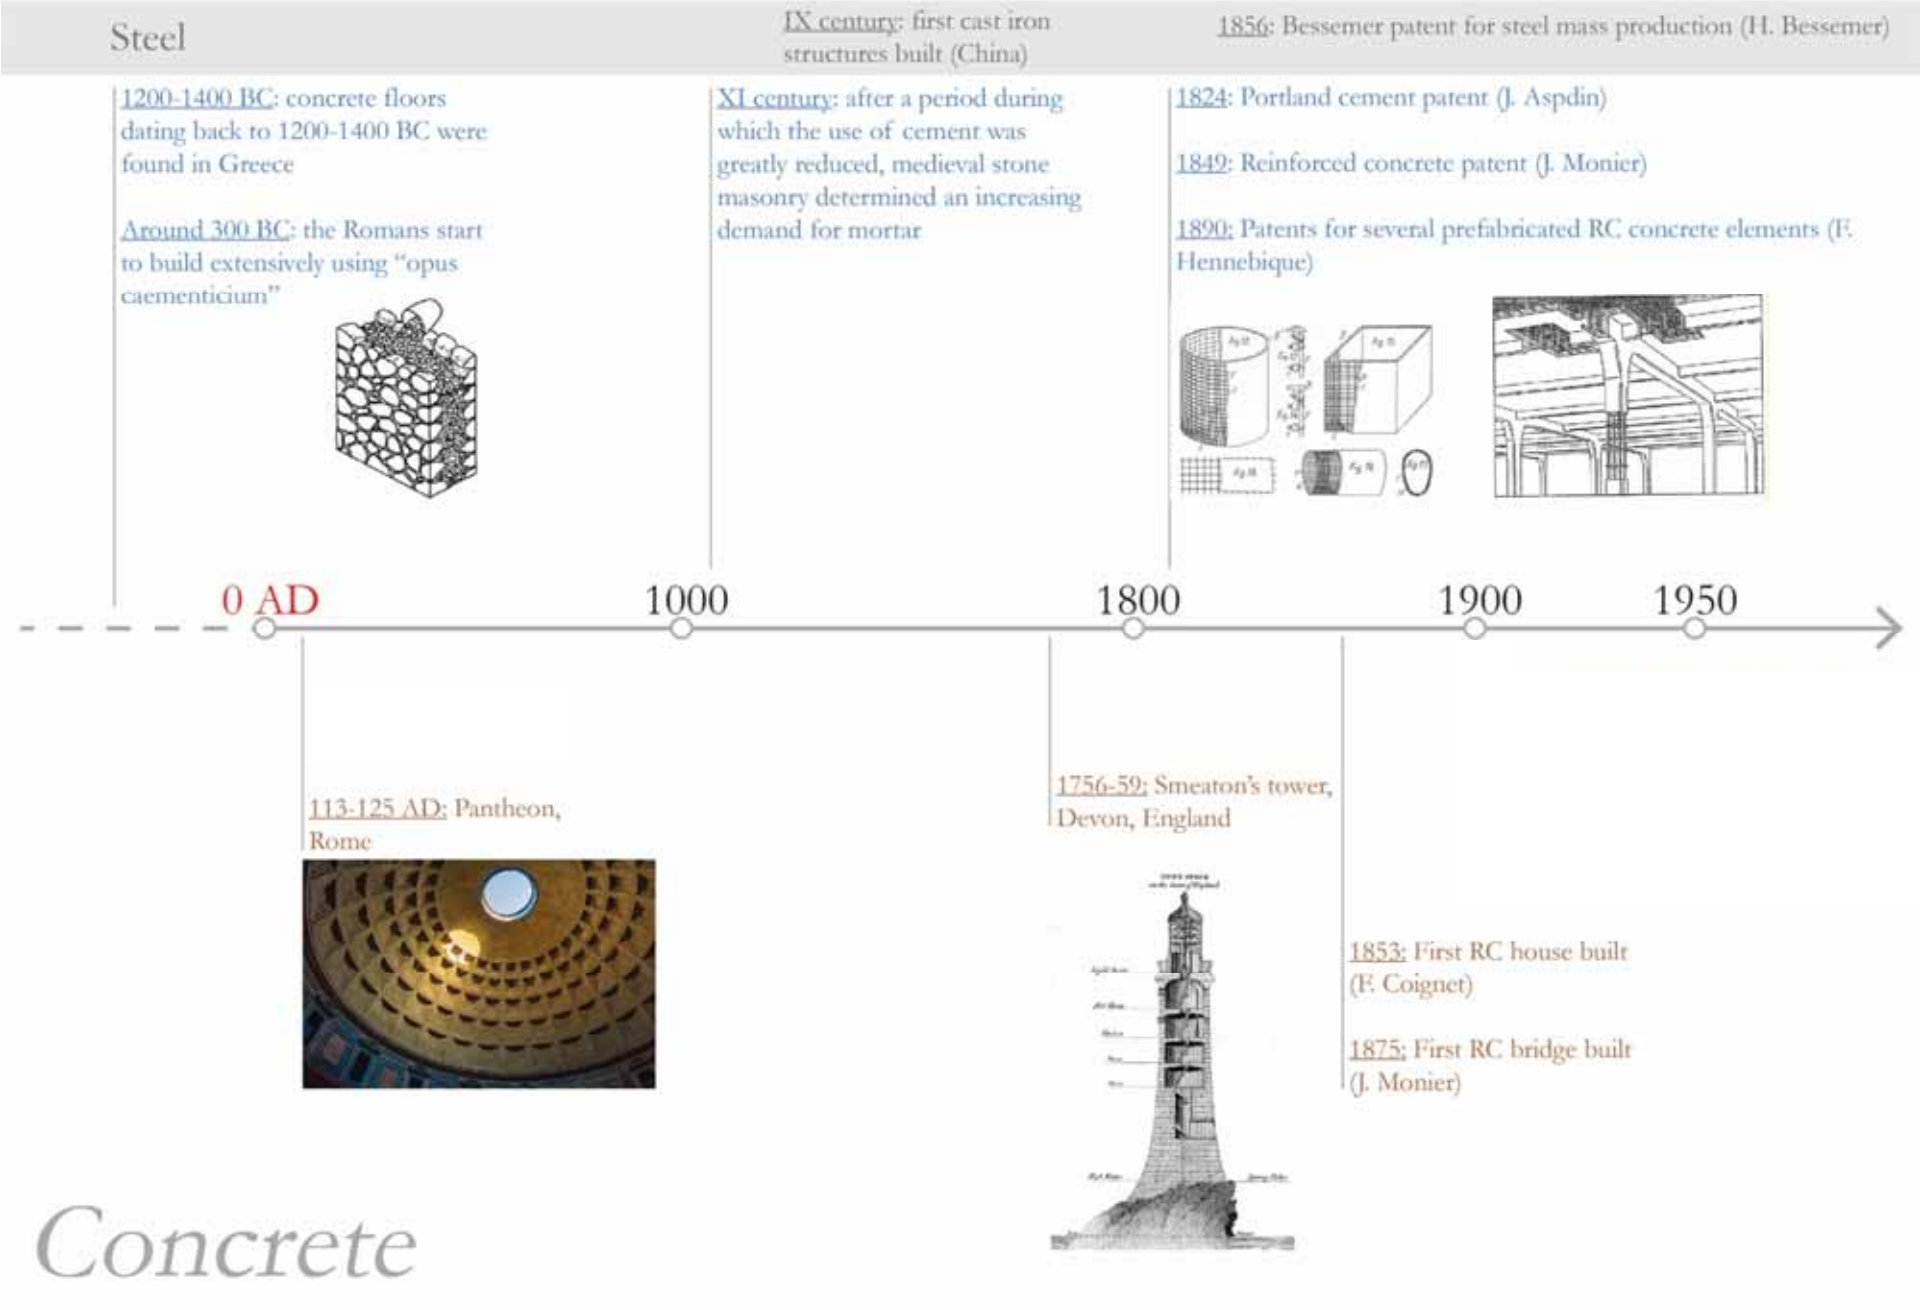 Steel
IX century: first cast iron
structures built (China)
1856: Bessemer patent for steel mass production (H. Bessemer)
1200-1400 BC: concrete floors
dating back to 1200-1400 BC were
found in Greece
Around 300 BC: the Romans start
to build extensively using “opus
caementicium”
XI century: after a period during
which the use of cement was
greatly reduced, medieval stone
masonry determined an increasing
demand for mortar
1824: Portland cement patent (J. Aspdin)
1849: Reinforced concrete patent (J. Monier)
1890: Patents for several prefabricated RC concrete elements (F.
Hennebique)
0 AD
1000
1800
1900
1950
113-125 AD: Pantheon,
Rome
1756-59: Smeaton’s tower,
Devon, England
1853: First RC house built
(F. Coignet)
1875: First RC bridge built
(J. Monier)
Concrete